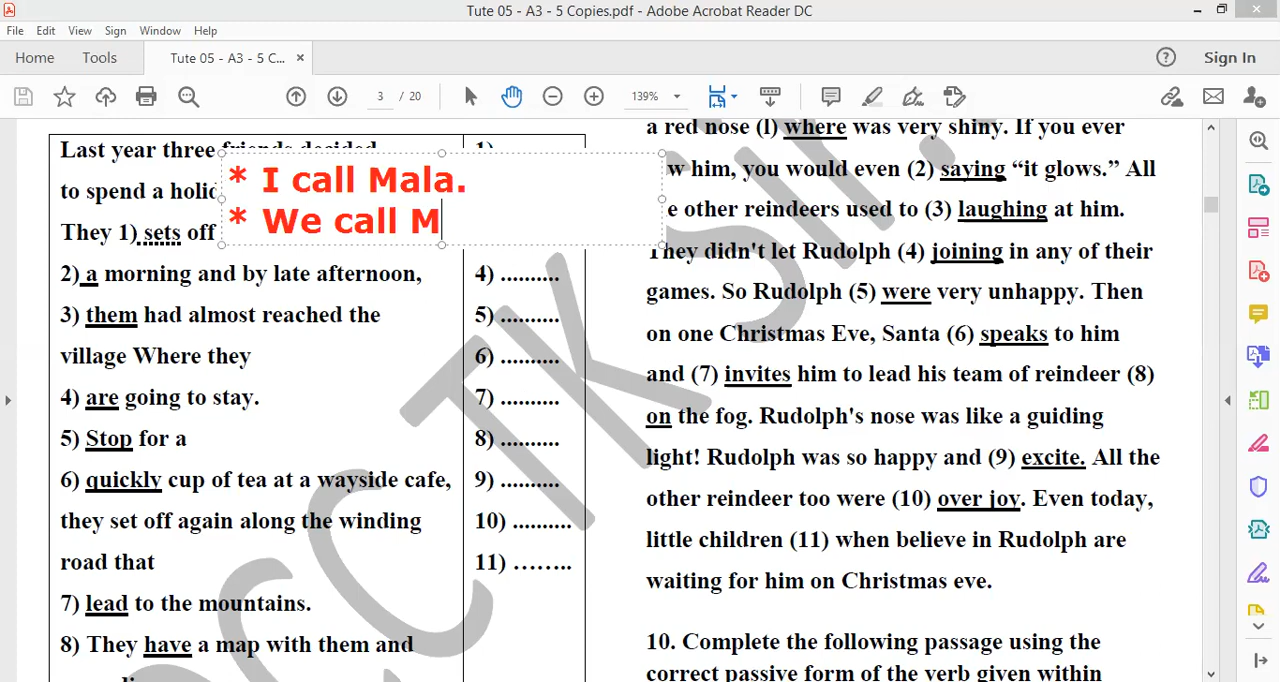 Tute 05 - A3 - 5 Copies.pdf - Adobe Acrobat Reader DC
File Edit View Sign Window Help
Home Tools Tute 05 - A3 - 5 C... × Sign In
3 / 20 139%
Last year three friends decided 1)
to spend a holid
They 1) sets off
2) a morning and by late afternoon, 4) ..........
3) them had almost reached the 5) ..........
village Where they 6) ..........
4) are going to stay. 7) ..........
5) Stop for a 8) ..........
6) quickly cup of tea at a wayside cafe, 9) ..........
they set off again along the winding 10) ..........
road that 11) ……..
7) lead to the mountains.
8) They have a map with them and
* I call Mala.
* We call M
a red nose (l) where was very shiny. If you ever
w him, you would even (2) saying “it glows.” All
e other reindeers used to (3) laughing at him.
They didn't let Rudolph (4) joining in any of their
games. So Rudolph (5) were very unhappy. Then
on one Christmas Eve, Santa (6) speaks to him
and (7) invites him to lead his team of reindeer (8)
on the fog. Rudolph's nose was like a guiding
light! Rudolph was so happy and (9) excite. All the
other reindeer too were (10) over joy. Even today,
little children (11) when believe in Rudolph are
waiting for him on Christmas eve.
10. Complete the following passage using the
correct passive form of the verb given within